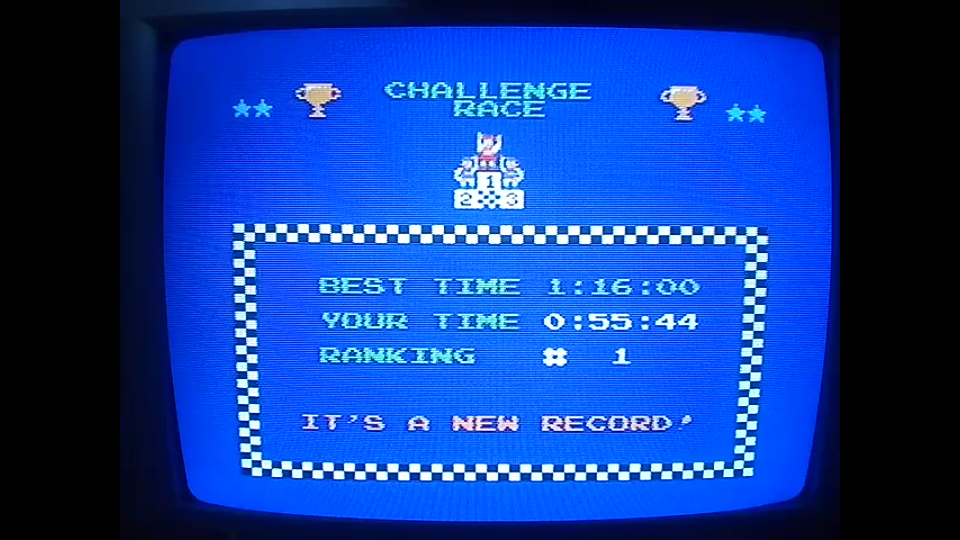 CHALLENGE
RACE
1
2 3
BEST TIME 1:16:00
YOUR TIME 0:55:44
RANKING # 1
IT'S A NEW RECORD!